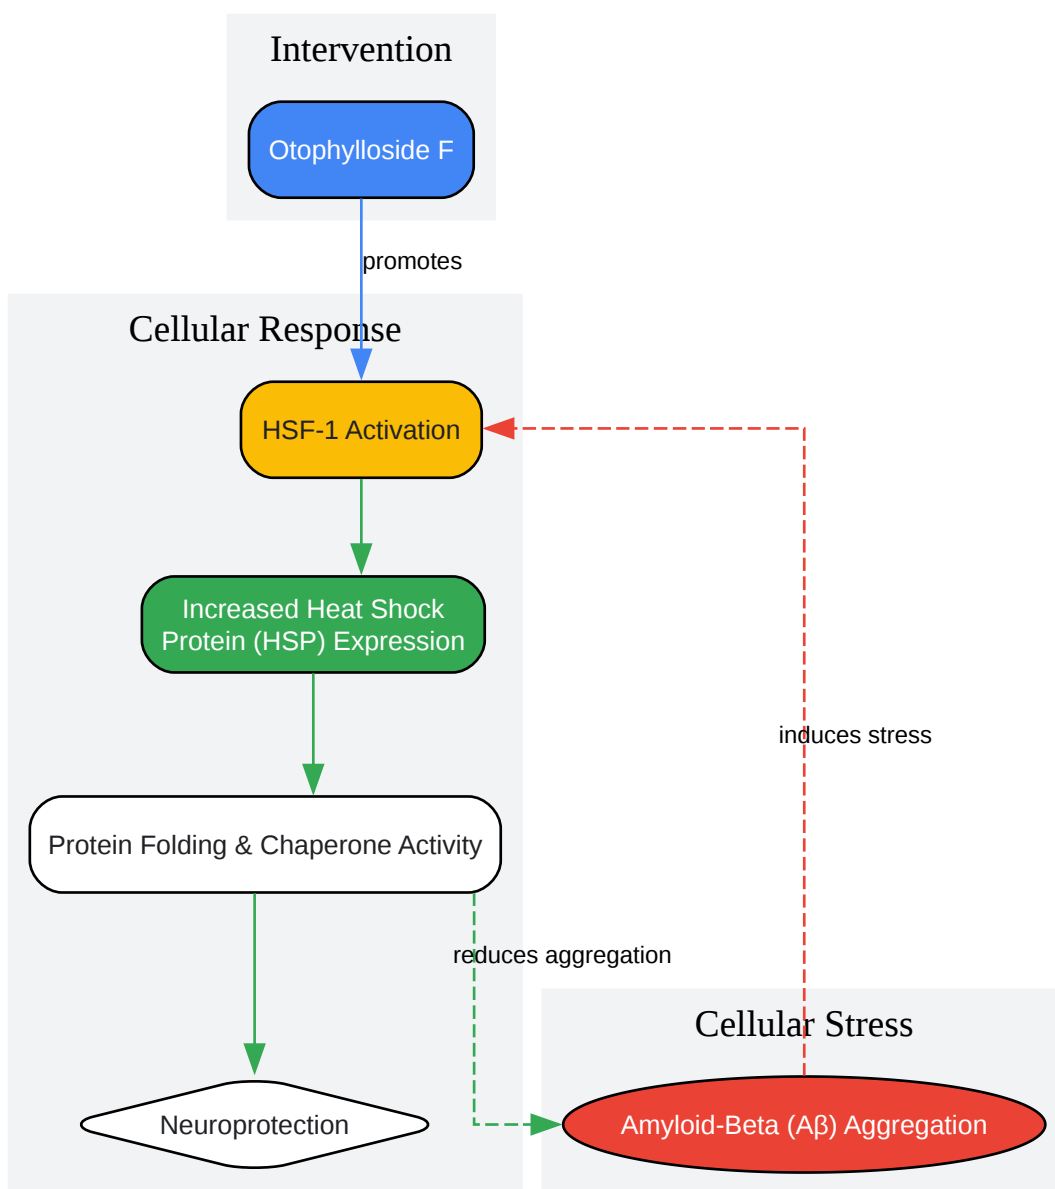 Intervention
Otophylloside F
promotes
Cellular Response
HSF-1 Activation
Increased Heat Shock
Protein (HSP) Expression
induces stress
Protein Folding & Chaperone Activity
reduces aggregation
Cellular Stress
Neuroprotection
Amyloid-Beta (Aβ) Aggregation